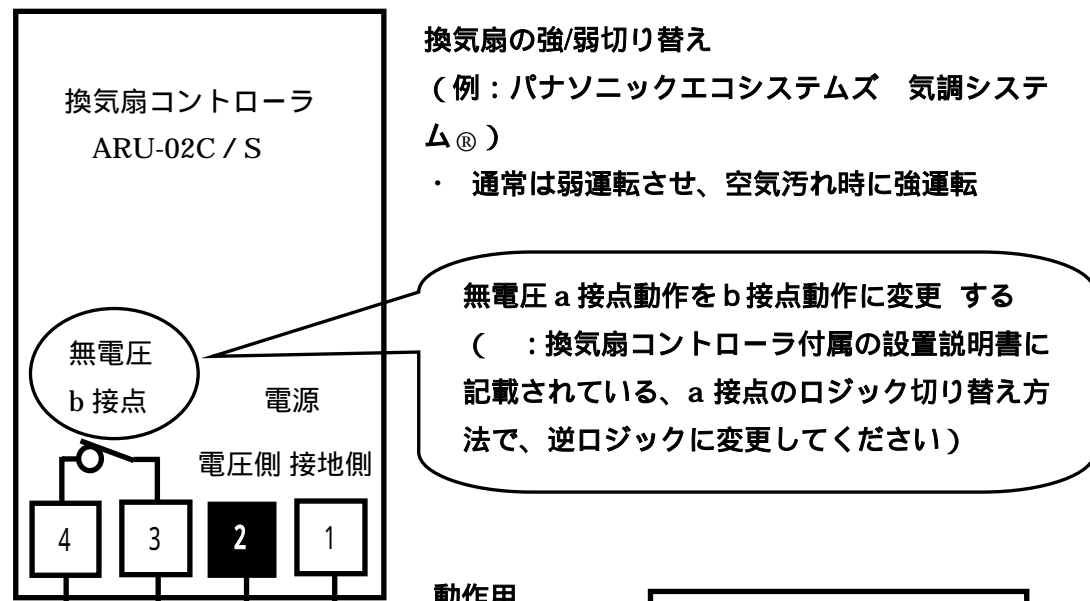 換気扇コントローラ
ARU-02C / S
無電圧
b 接点
電源
電圧側 接地側
4 3 2 1
換気扇の強/弱切り替え
（例：パナソニックエコシステムズ　気調システ
ム®）
・ 通常は弱運転させ、空気汚れ時に強運転
無電圧 a 接点動作を b 接点動作に変更 する
（ ：換気扇コントローラ付属の設置説明書に
記載されている、a 接点のロジック切り替え方
法で、逆ロジックに変更してください）
動作用